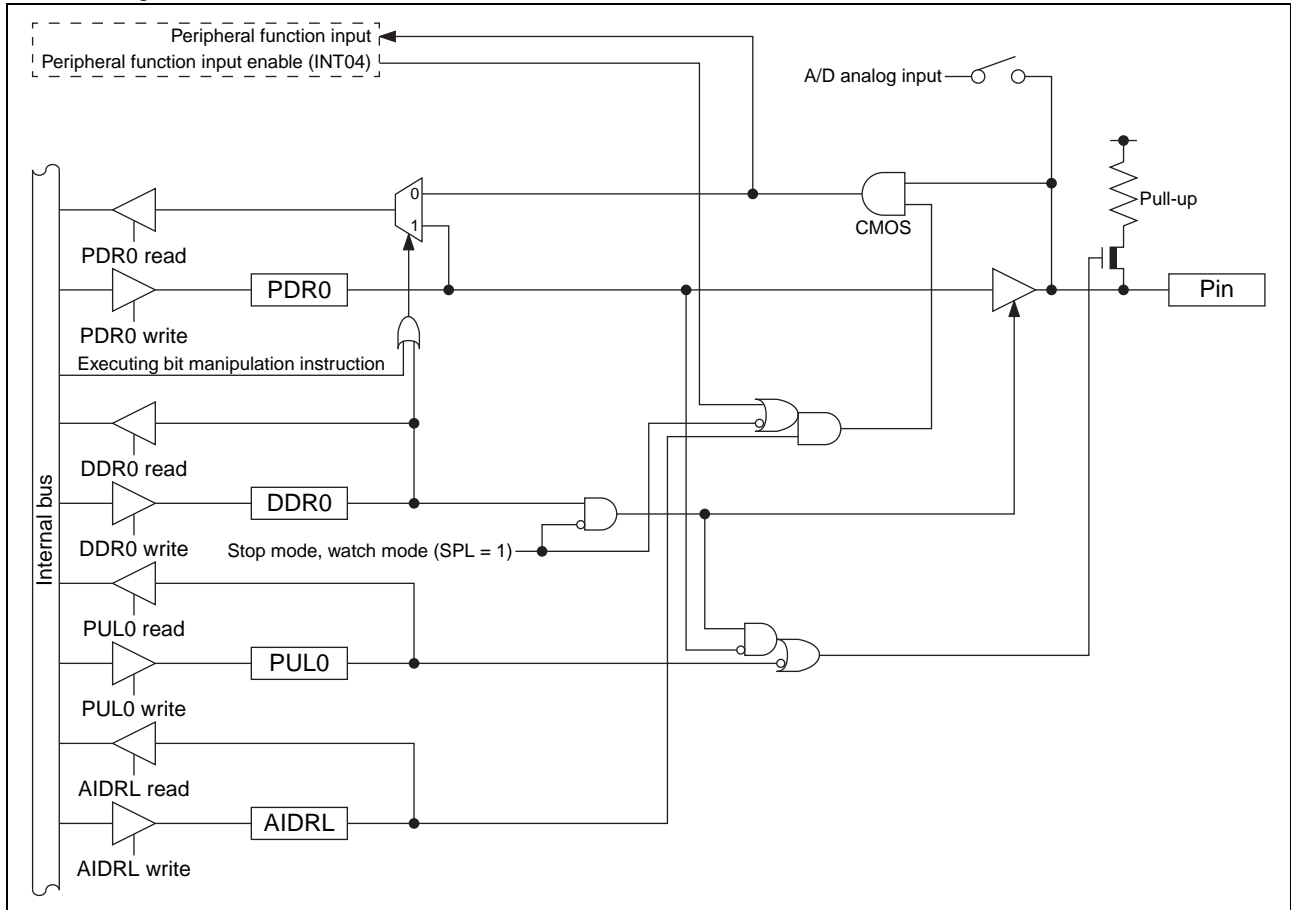 Peripheral function input
Peripheral function input enable (INT04)
A/D analog input
0
Pull-up
1
CMOS
PDR0 read
PDR0
Pin
PDR0 write
Executing bit manipulation instruction
DDR0 read
DDR0
DDR0 write
Stop mode, watch mode (SPL = 1)
Internal bus
PUL0 read
PUL0
PUL0 write
AIDRL read
AIDRL
AIDRL write